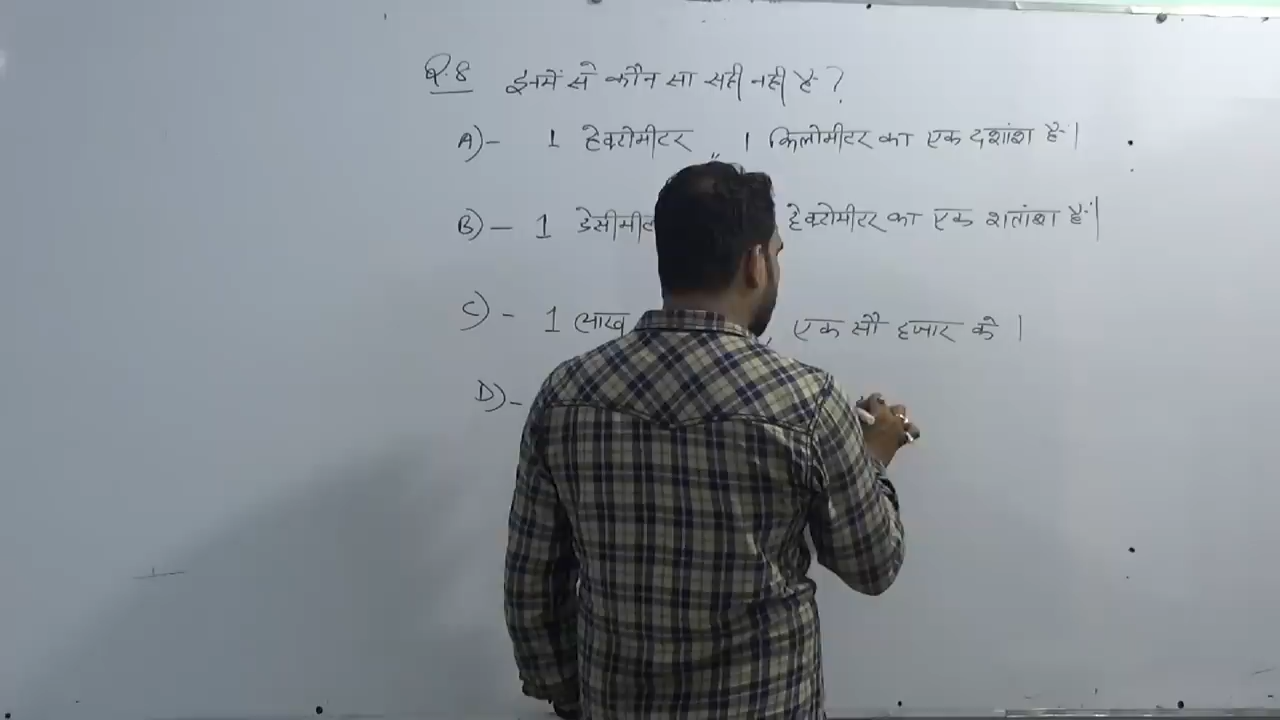 Q.8 इनमें से कौन सा सही नही है ?
A)- 1 हेक्टोमीटर „ 1 किलोमीटर का एक दशांश है।
B)- 1 हेक्टोमीटर का एक शतांश है।
C)- 1 लाख , एक सौ हजार के ।
D)-